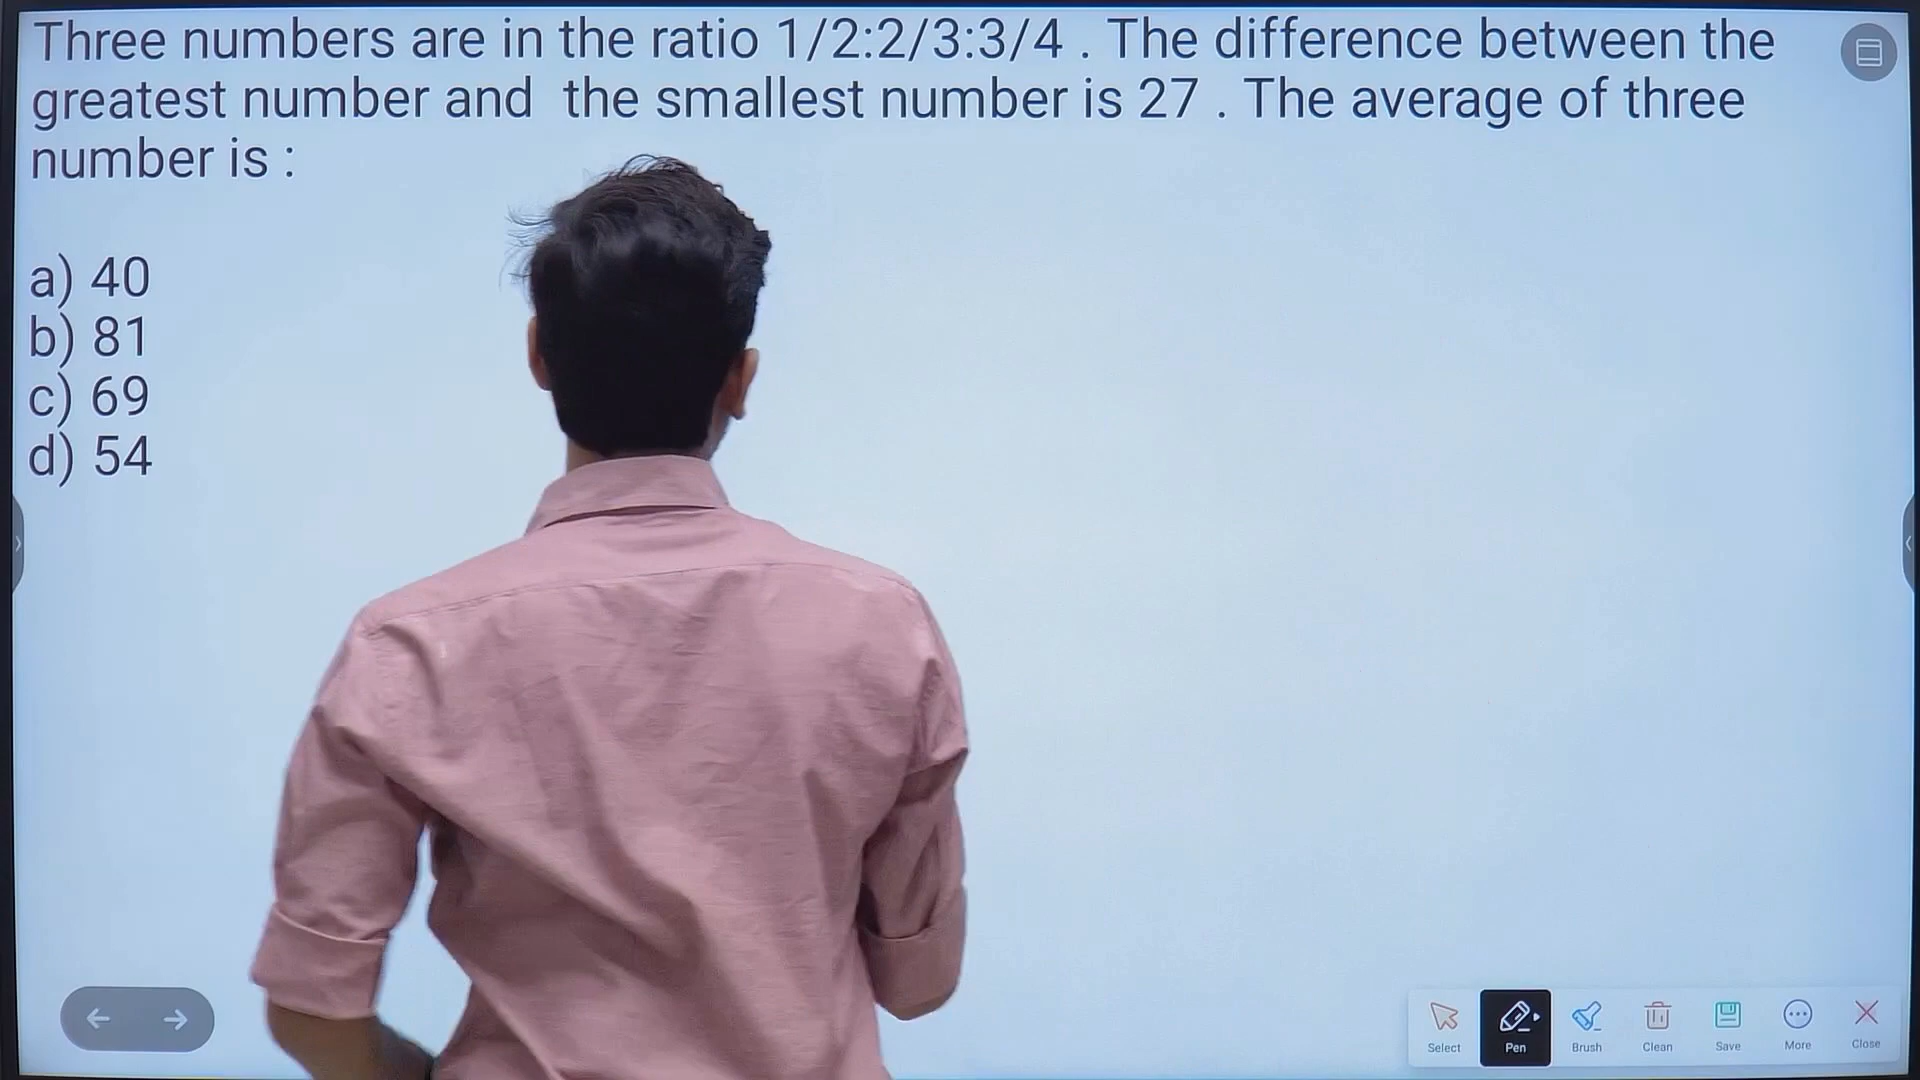 Three numbers are in the ratio 1/2:2/3:3/4 . The difference between the
greatest number and the smallest number is 27 . The average of three
number is :
a) 40
b) 81
c) 69
d) 54
Select
Pen
Brush
Clean
Save
More
Close